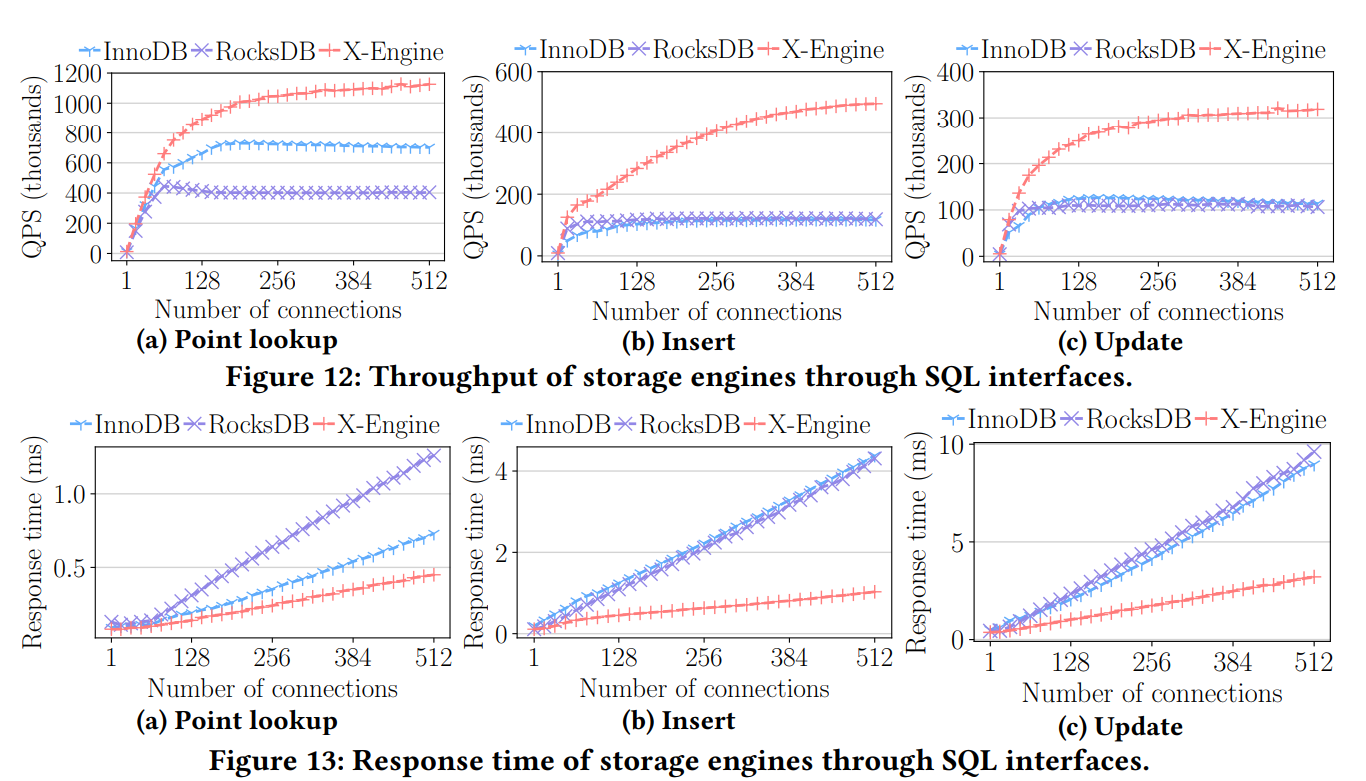 InnoDB RocksDB X-Engine
QPS (thousands)
1200
1000
800
600
400
200
0
1 128 256 384 512
Number of connections
(a) Point lookup
InnoDB RocksDB X-Engine
QPS (thousands)
600
400
200
0
1 128 256 384 512
Number of connections
(b) Insert
InnoDB RocksDB X-Engine
QPS (thousands)
400
300
200
100
0
1 128 256 384 512
Number of connections
(c) Update
Figure 12: Throughput of storage engines through SQL interfaces.
InnoDB RocksDB X-Engine
Response time (ms)
1.0
0.5
1 128 256 384 512
Number of connections
(a) Point lookup
InnoDB RocksDB X-Engine
Response time (ms)
4
2
0
1 128 256 384 512
Number of connections
(b) Insert
InnoDB RocksDB X-Engine
Response time (ms)
10
5
0
1 128 256 384 512
Number of connections
(c) Update
Figure 13: Response time of storage engines through SQL interfaces.